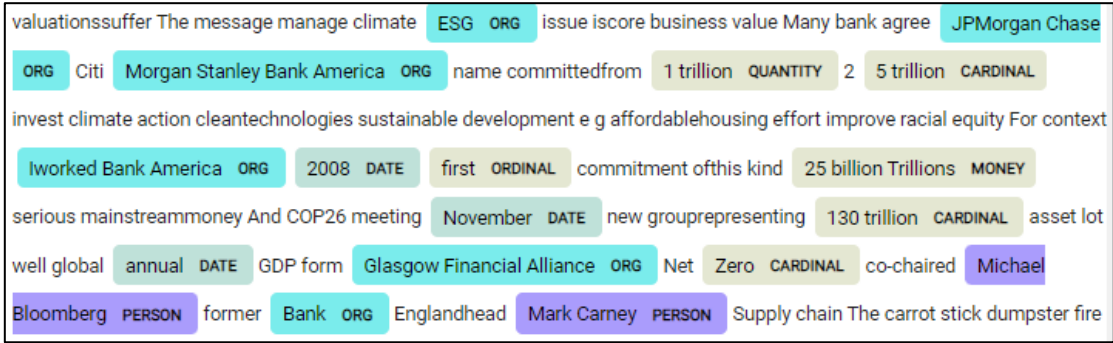 valuationssuffer The message manage climate ESG ORG issue iscore business value Many bank agree JPMorgan Chase
ORG Citi Morgan Stanley Bank America ORG name committedfrom 1 trillion QUANTITY 2 5 trillion CARDINAL
invest climate action cleantechnologies sustainable development e g affordablehousing effort improve racial equity For context
Iworked Bank America ORG 2008 DATE first ORDINAL commitment ofthis kind 25 billion Trillions MONEY
serious mainstreammoney And COP26 meeting November DATE new grouprepresenting 130 trillion CARDINAL asset lot
well global annual DATE GDP form Glasgow Financial Alliance ORG Net Zero CARDINAL co-chaired Michael
Bloomberg PERSON former Bank ORG Englandhead Mark Carney PERSON Supply chain The carrot stick dumpster fire